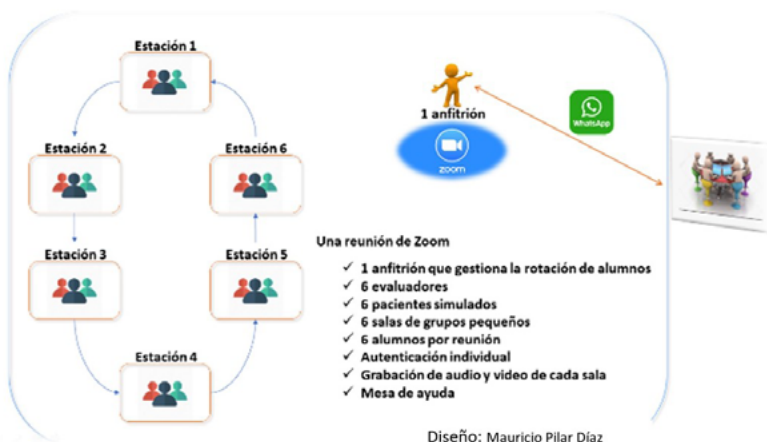 Estación 1
Estación 2
Estación 6
Estación 3
Estación 5
Estación 4
1 anfitrión
zoom
WhatsApp
Una reunión de Zoom
✓ 1 anfitrión que gestiona la rotación de alumnos
✓ 6 evaluadores
✓ 6 pacientes simulados
✓ 6 salas de grupos pequeños
✓ 6 alumnos por reunión
✓ Autenticación individual
✓ Grabación de audio y video de cada sala
✓ Mesa de ayuda
Diseño: Mauricio Pilar Díaz